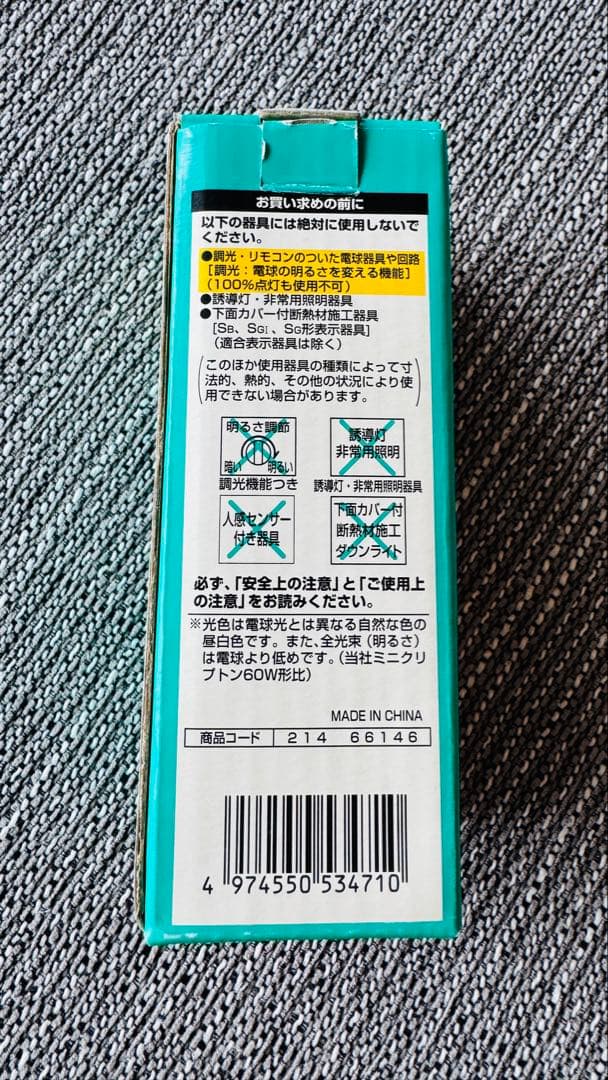 お買い求めの前に
以下の器具には絶対に使用しないで
ください。
●調光・リモコンのついた電球器具や回路
[調光：電球の明るさを変える機能]
(100%点灯も使用不可)
●誘導灯・非常用照明器具
●下面カバー付断熱材施工器具
[SB、SGI、SG形表示器具]
(適合表示器具は除く)
(このほか使用器具の種類によって寸
法的、熱的、その他の状況により使
用できない場合があります。)
明るさ調節
暗い 明るい
調光機能つき
誘導灯
非常用照明
誘導灯・非常用照明器具
人感センサー
付き器具
下面カバー付
断熱材施工
ダウンライト
必ず、「安全上の注意」と「ご使用上
の注意」をお読みください。
※光色は電球光とは異なる自然な色の
昼白色です。また、全光束(明るさ)
は電球より低めです。(当社ミニクリ
プトン60W形比)
MADE IN CHINA
商品コード 214 66146
4 974550 534710